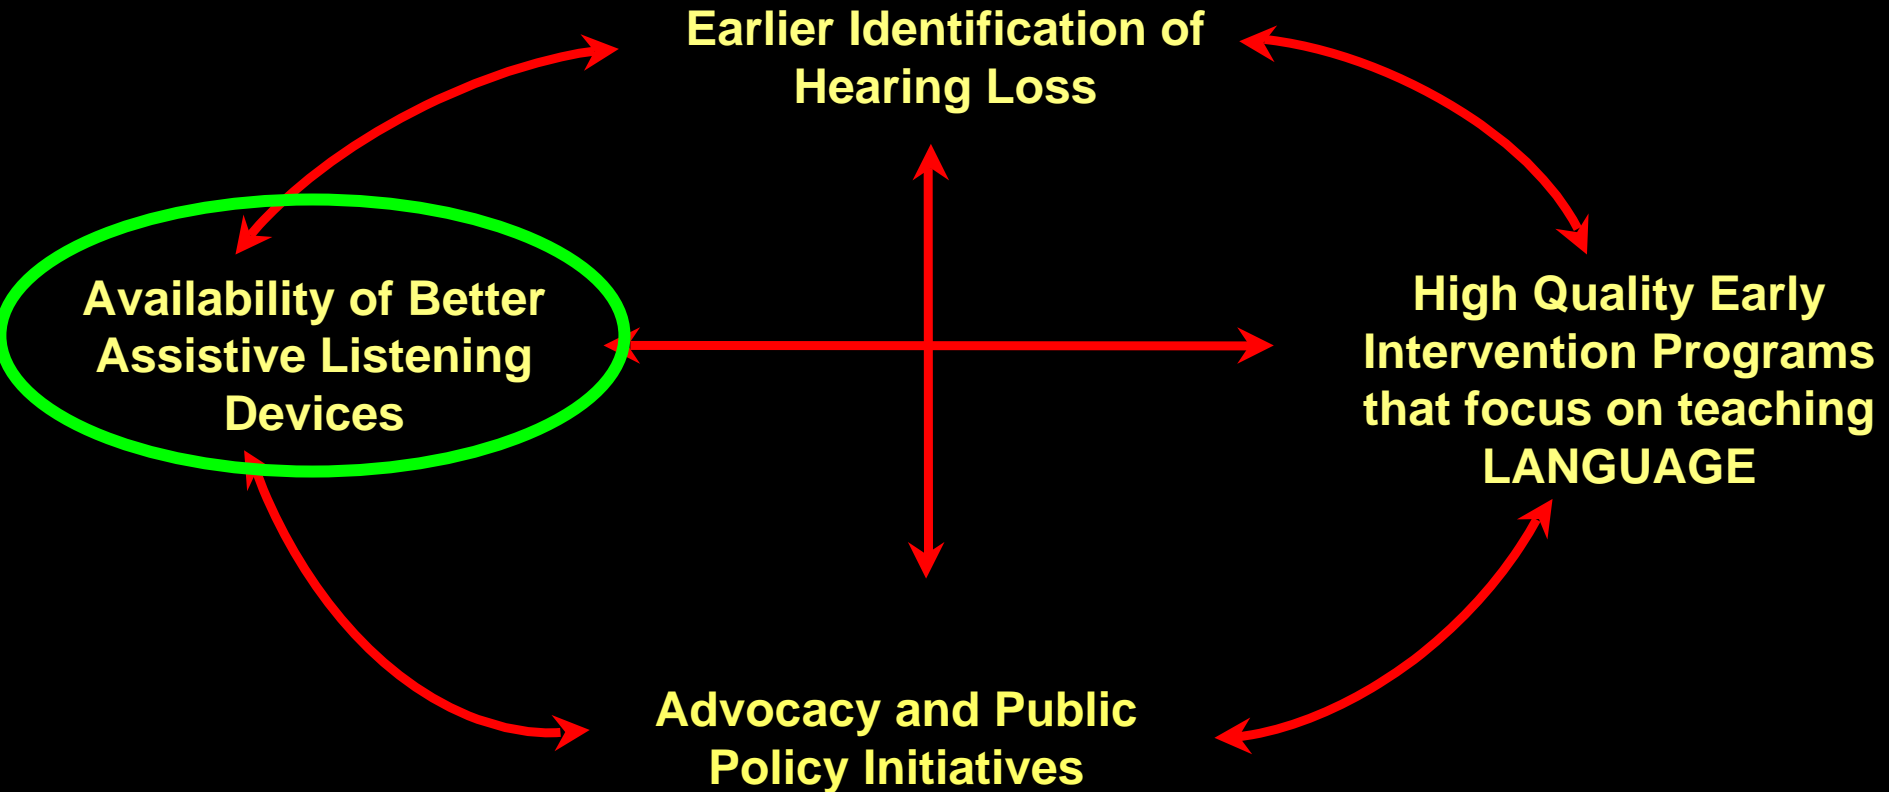 Earlier Identification of
Hearing Loss
Availability of Better
Assistive Listening
Devices
High Quality Early
Intervention Programs
that focus on teaching
LANGUAGE
Advocacy and Public
Policy Initiatives